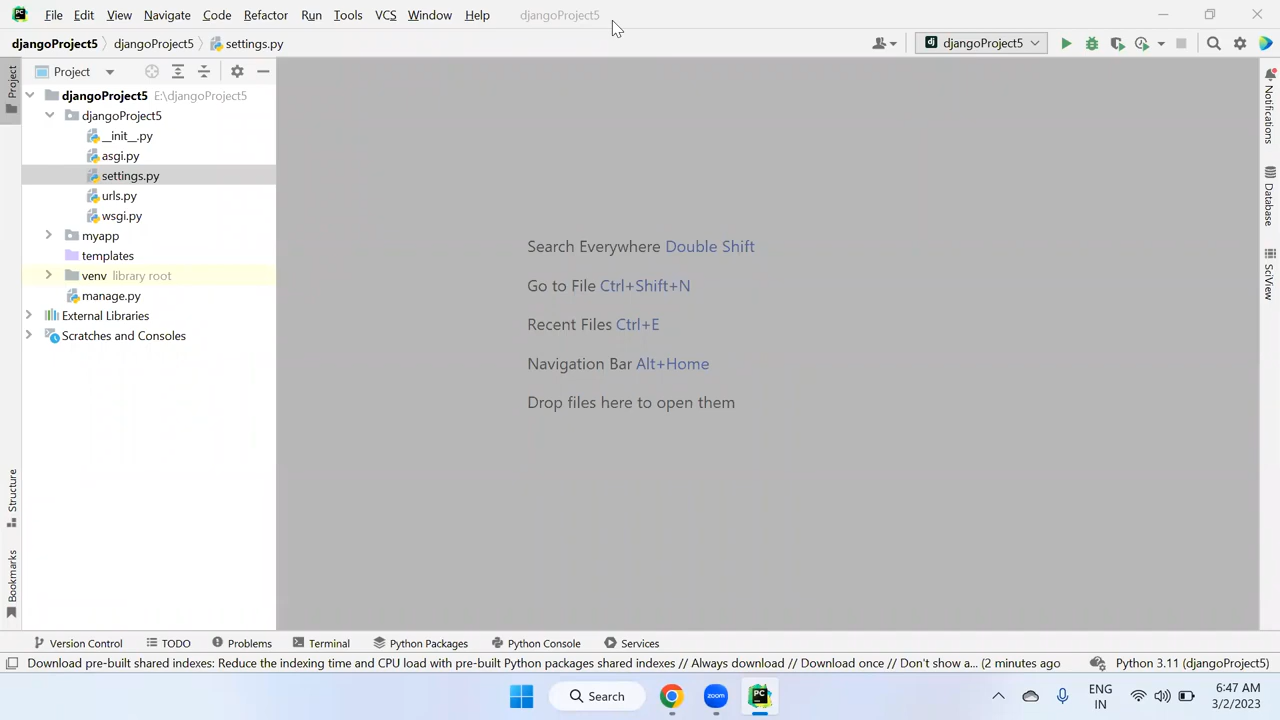 PC File Edit View Navigate Code Refactor Run Tools VCS Window Help djangoProject5
djangoProject5 djangoProject5 settings.py dj djangoProject5
Project
Project
djangoProject5 E:\djangoProject5
djangoProject5
__init__.py
asgi.py
settings.py
urls.py
wsgi.py
myapp
templates
venv library root
manage.py
External Libraries
Scratches and Consoles
Search Everywhere Double Shift
Go to File Ctrl+Shift+N
Recent Files Ctrl+E
Navigation Bar Alt+Home
Drop files here to open them
Notifications
Database
SciView
Structure
Bookmarks
Version Control TODO Problems Terminal Python Packages Python Console Services
Download pre-built shared indexes: Reduce the indexing time and CPU load with pre-built Python packages shared indexes // Always download // Download once // Don't show a... (2 minutes ago Python 3.11 (djangoProject5)
Search zoom PC ENG IN 6:47 AM
3/2/2023